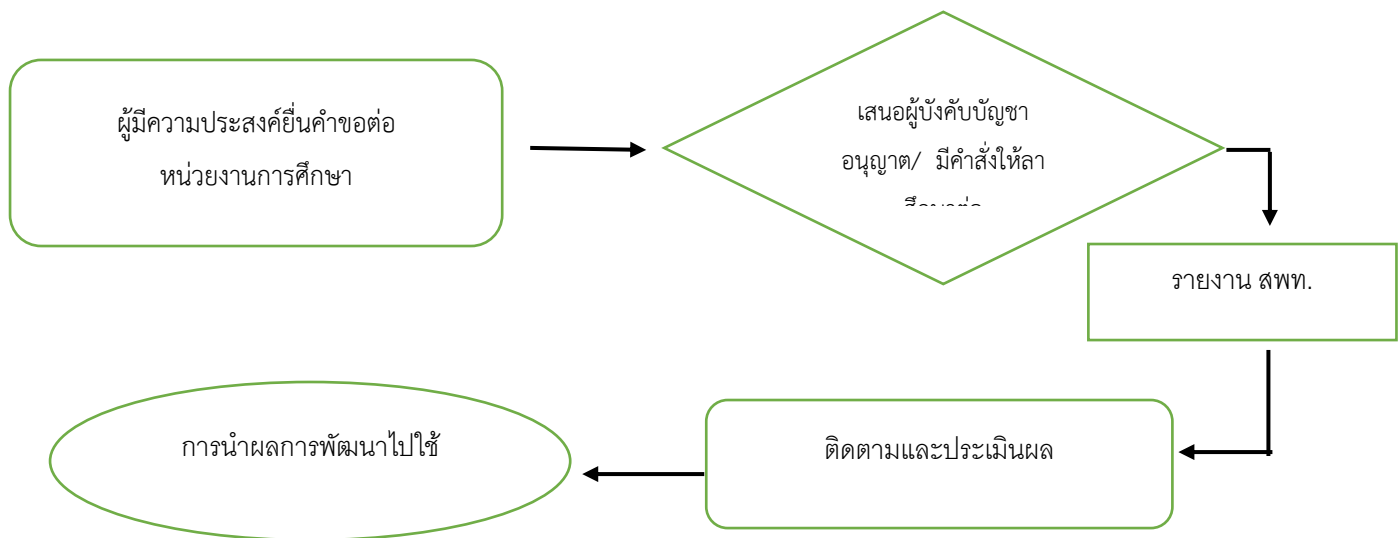 ผู้มีความประสงค์ยื่นคำขอต่อ
หน่วยงานการศึกษา
เสนอผู้บังคับบัญชา
อนุญาต/ มีคำสั่งให้ลา
รายงาน สพท.
ติดตามและประเมินผล
การนำผลการพัฒนาไปใช้